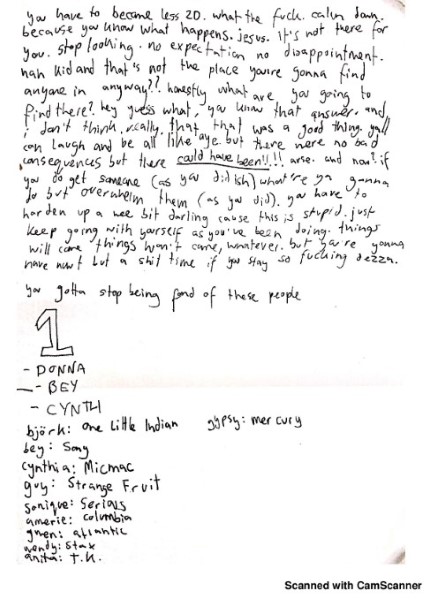 you have to become less 2D. what the fuck. calm down.
because you know what happens. jesus. it's not there for
you. stop looking. no expectation no disappointment.
nah kid and that's not the place you're gonna find
anyone in anyway?! honestly what are you going to
find there? hey guess what, you know that answer. and
i don't think, really, that that was a good thing. y'all
can laugh and be all like 'aye. but there were no bad
consequences but there could have been!!!! arse. and now? if
you do get someone (as you did ish) what're ya gonna
do but overwhelm them (as you did). you have to
harden up a wee bit darling cause this is stupid. just
keep going with yourself as you've been doing. things
will come things won't come, whatever. but you're gonna
have nowt but a shit time if you stay so fucking dezza.
you gotta stop being fond of these people
1
- DONNA
- BEY
- CYNTH
björk: one Little Indian gypsy: mercury
bey: Sony
cynthia: Micmac
guy: Strange Fruit
sonique: Serious
amerie: columbia
gwen: atlantic
wendy: Stax
anita: T.K.
Scanned with CamScanner